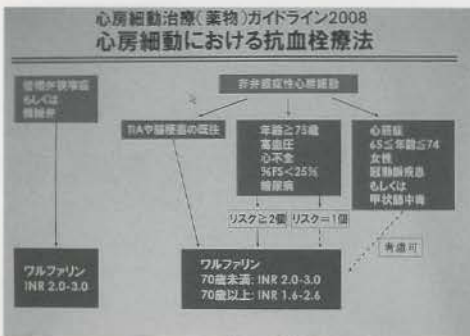 心房細動治療(薬物)ガイドライン2008
心房細動における抗血栓療法
僧帽弁狭窄症
もしくは
機械弁
非弁膜症性心房細動
TIAや脳梗塞の既往
年齢≧75歳
高血圧
心不全
%FS<25%
糖尿病
心筋症
65≦年齢≦74
女性
冠動脈疾患
もしくは
甲状腺中毒
リスク≧2個
リスク=1個
考慮可
ワルファリン
INR 2.0-3.0
ワルファリン
70歳未満: INR 2.0-3.0
70歳以上: INR 1.6-2.6